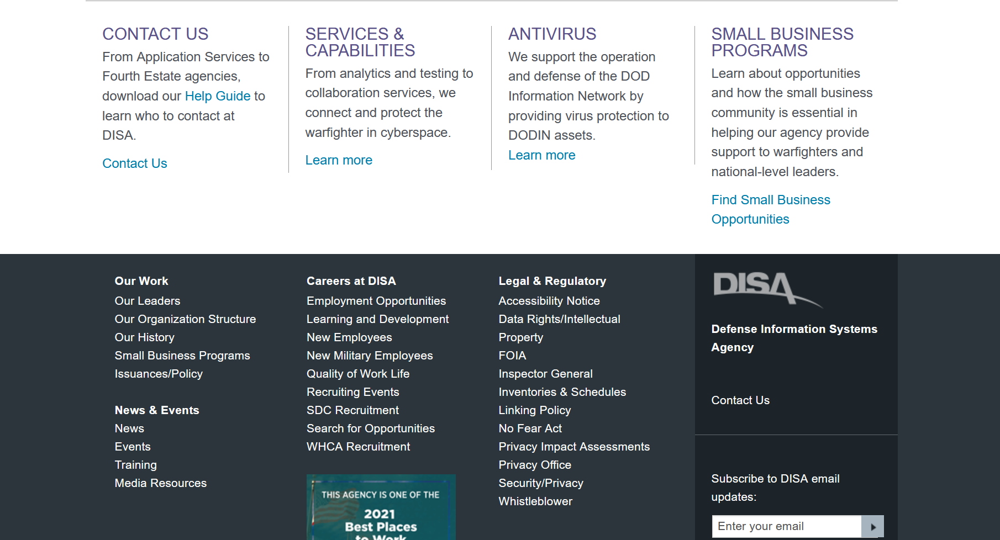 CONTACT US
From Application Services to
Fourth Estate agencies,
download our Help Guide to
learn who to contact at
DISA.
Contact Us
SERVICES &
CAPABILITIES
From analytics and testing to
collaboration services, we
connect and protect the
warfighter in cyberspace.
Learn more
ANTIVIRUS
We support the operation
and defense of the DOD
Information Network by
providing virus protection to
DODIN assets.
Learn more
SMALL BUSINESS
PROGRAMS
Learn about opportunities
and how the small business
community is essential in
helping our agency provide
support to warfighters and
national-level leaders.
Find Small Business
Opportunities
Our Work
Our Leaders
Our Organization Structure
Our History
Small Business Programs
Issuances/Policy
News & Events
News
Events
Training
Media Resources
Careers at DISA
Employment Opportunities
Learning and Development
New Employees
New Military Employees
Quality of Work Life
Recruiting Events
SDC Recruitment
Search for Opportunities
WHCA Recruitment
THIS AGENCY IS ONE OF THE
2021
Best Places
to Work
Legal & Regulatory
Accessibility Notice
Data Rights/Intellectual
Property
FOIA
Inspector General
Inventories & Schedules
Linking Policy
No Fear Act
Privacy Impact Assessments
Privacy Office
Security/Privacy
Whistleblower
DISA
Defense Information Systems
Agency
Contact Us
Subscribe to DISA email
updates:
Enter your email